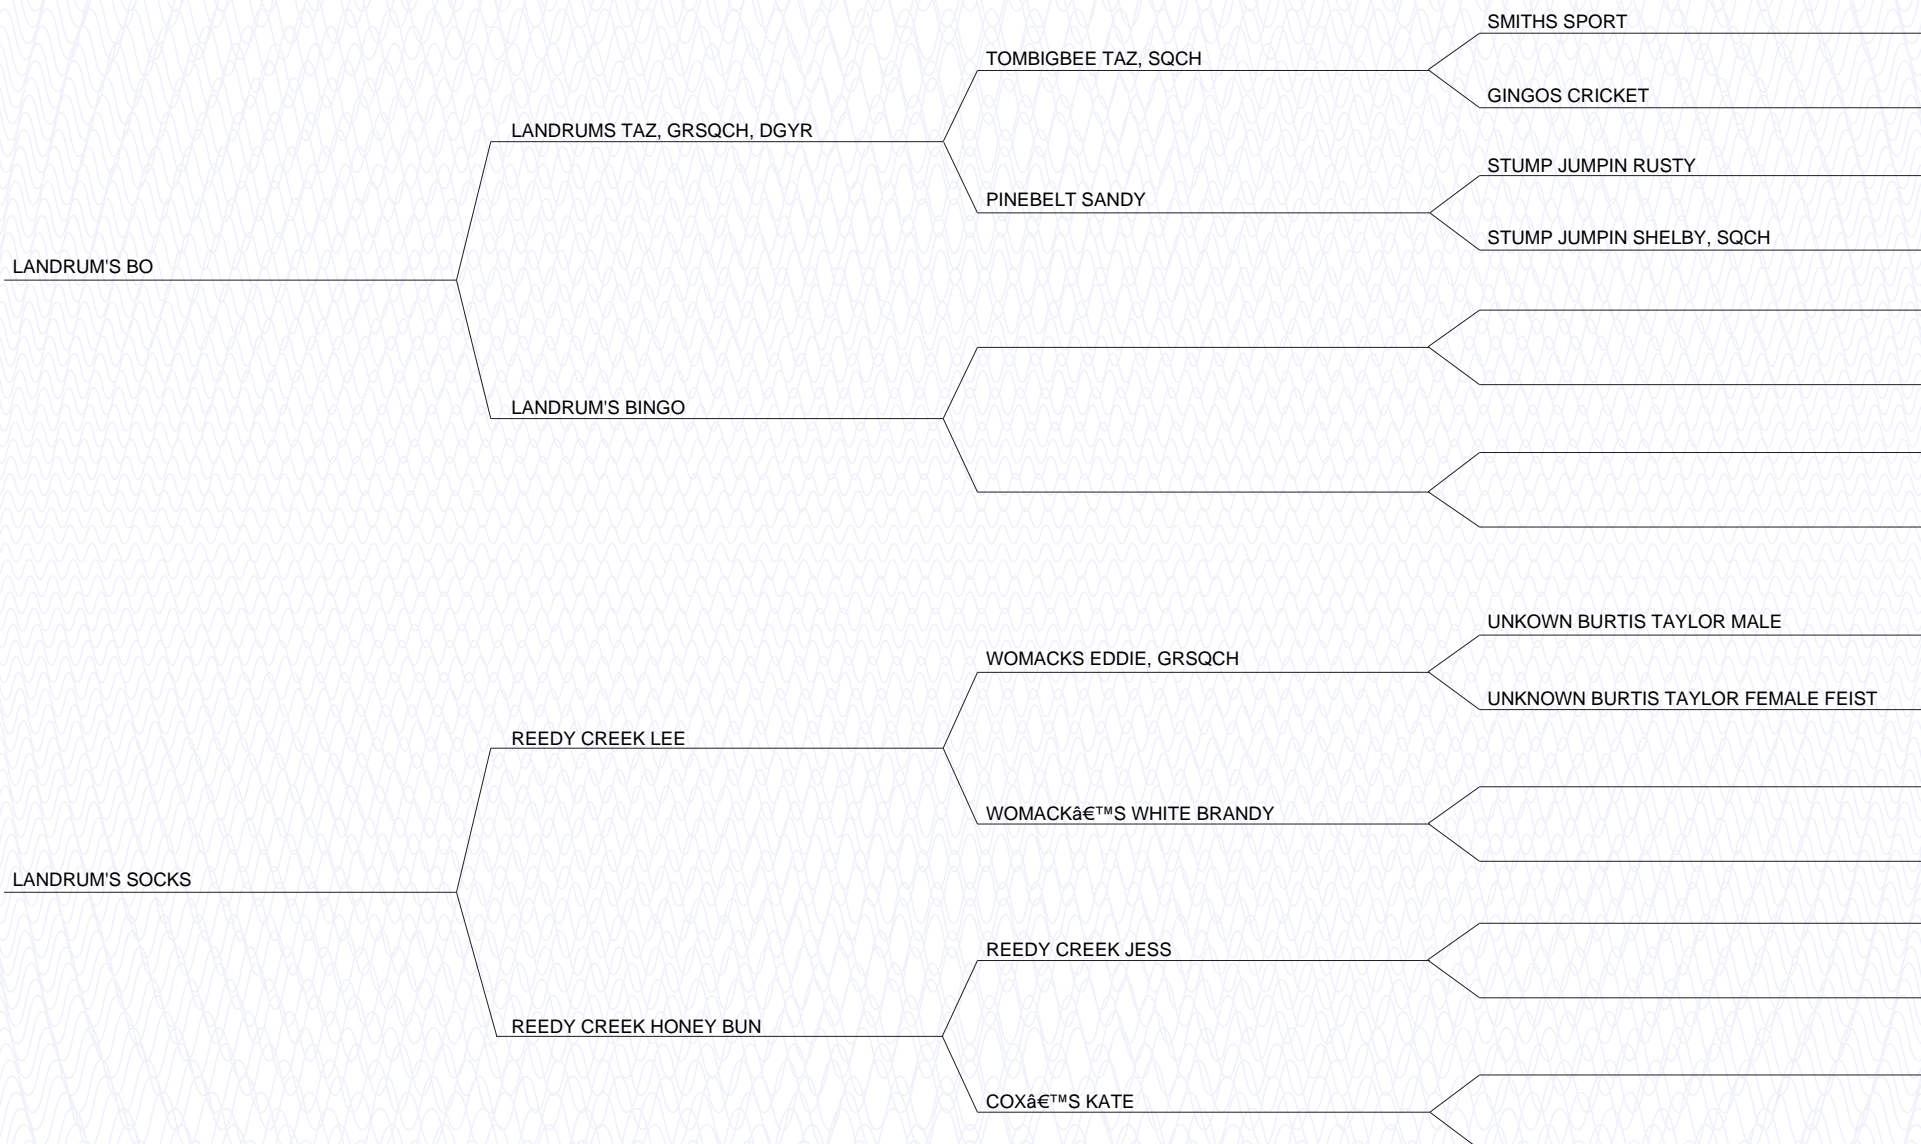 SMITHS SPORT
TOMBIGBEE TAZ, SQCH
GINGOS CRICKET
LANDRUMS TAZ, GRSQCH, DGYR
STUMP JUMPIN RUSTY
PINEBELT SANDY
STUMP JUMPIN SHELBY, SQCH
LANDRUM'S BO
LANDRUM'S BINGO
UNKOWN BURTIS TAYLOR MALE
WOMACKS EDDIE, GRSQCH
UNKNOWN BURTIS TAYLOR FEMALE FEIST
REEDY CREEK LEE
WOMACKâ€™S WHITE BRANDY
LANDRUM'S SOCKS
REEDY CREEK JESS
REEDY CREEK HONEY BUN
COXâ€™S KATE